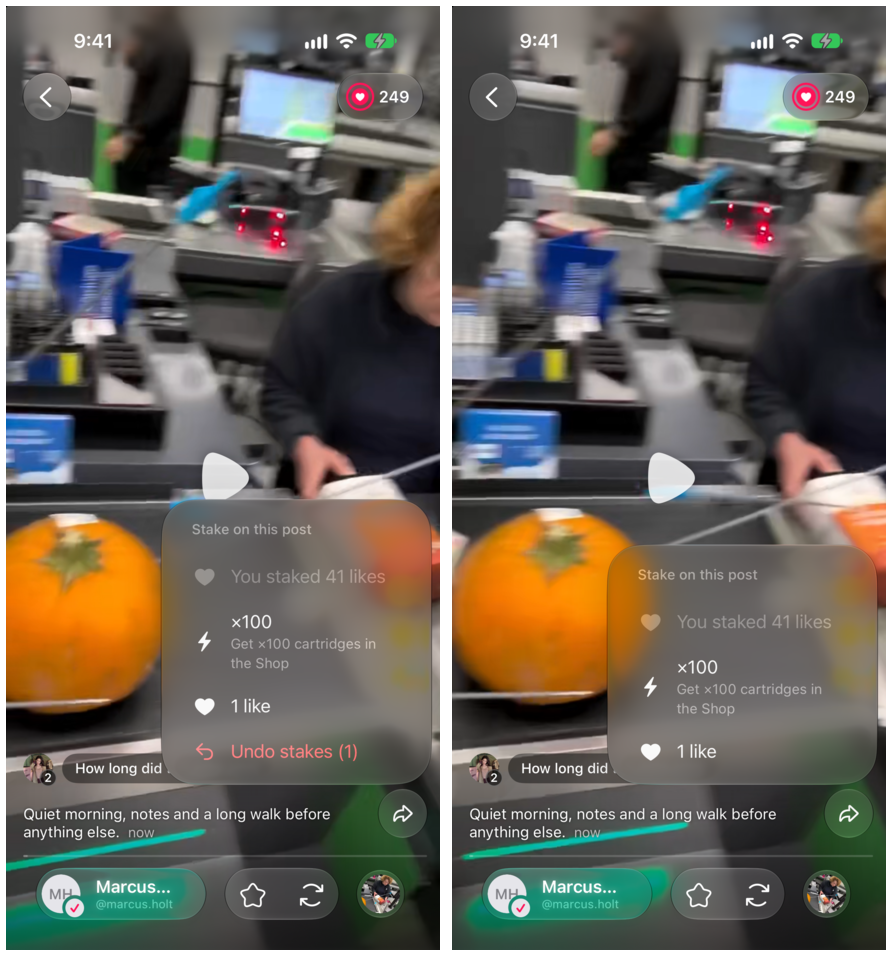 9:41
249
Stake on this post
You staked 41 likes
×100
Get ×100 cartridges in
the Shop
1 like
Undo stakes (1)
2
How long did
Quiet morning, notes and a long walk before
anything else. now
MH
Marcus...
@marcus.holt
9:41
249
Stake on this post
You staked 41 likes
×100
Get ×100 cartridges in
the Shop
1 like
2
How long did
Quiet morning, notes and a long walk before
anything else. now
MH
Marcus...
@marcus.holt